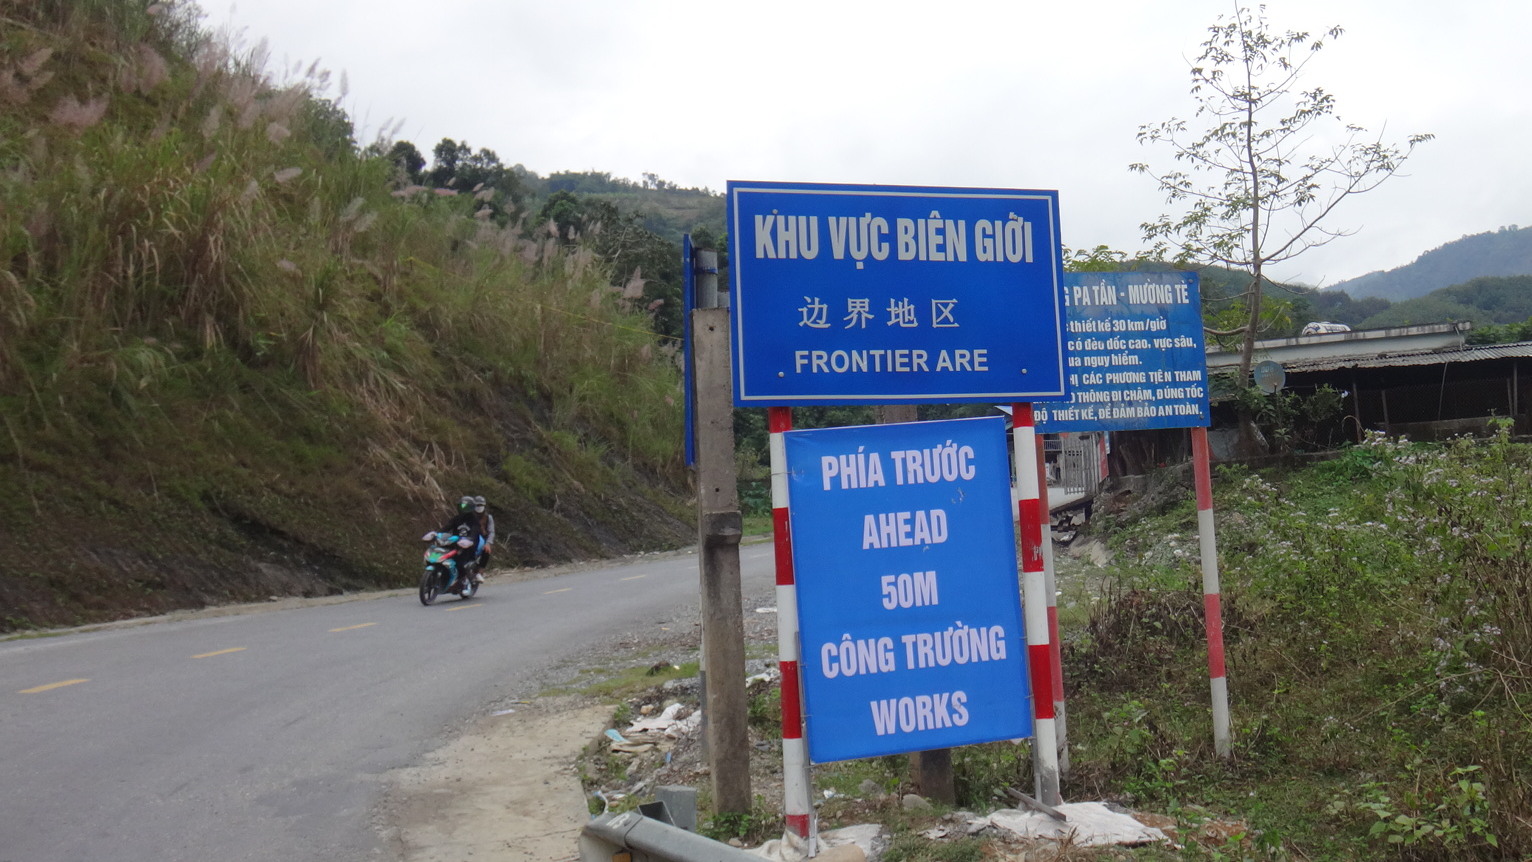 KHU VỰC BIÊN GIỚI
边界地区
FRONTIER ARE
PHÍA TRƯỚC
AHEAD
50M
CÔNG TRƯỜNG
WORKS
PA TẦN - MƯỜNG TÈ
thiết kế 30 km/giờ
có đèo dốc cao, vực sâu,
nguy hiểm.
CÁC PHƯƠNG TIỆN THAM
THÔNG ĐI CHẬM, ĐÚNG TỐC
ĐỘ THIẾT KẾ, ĐỂ ĐẢM BẢO AN TOÀN.